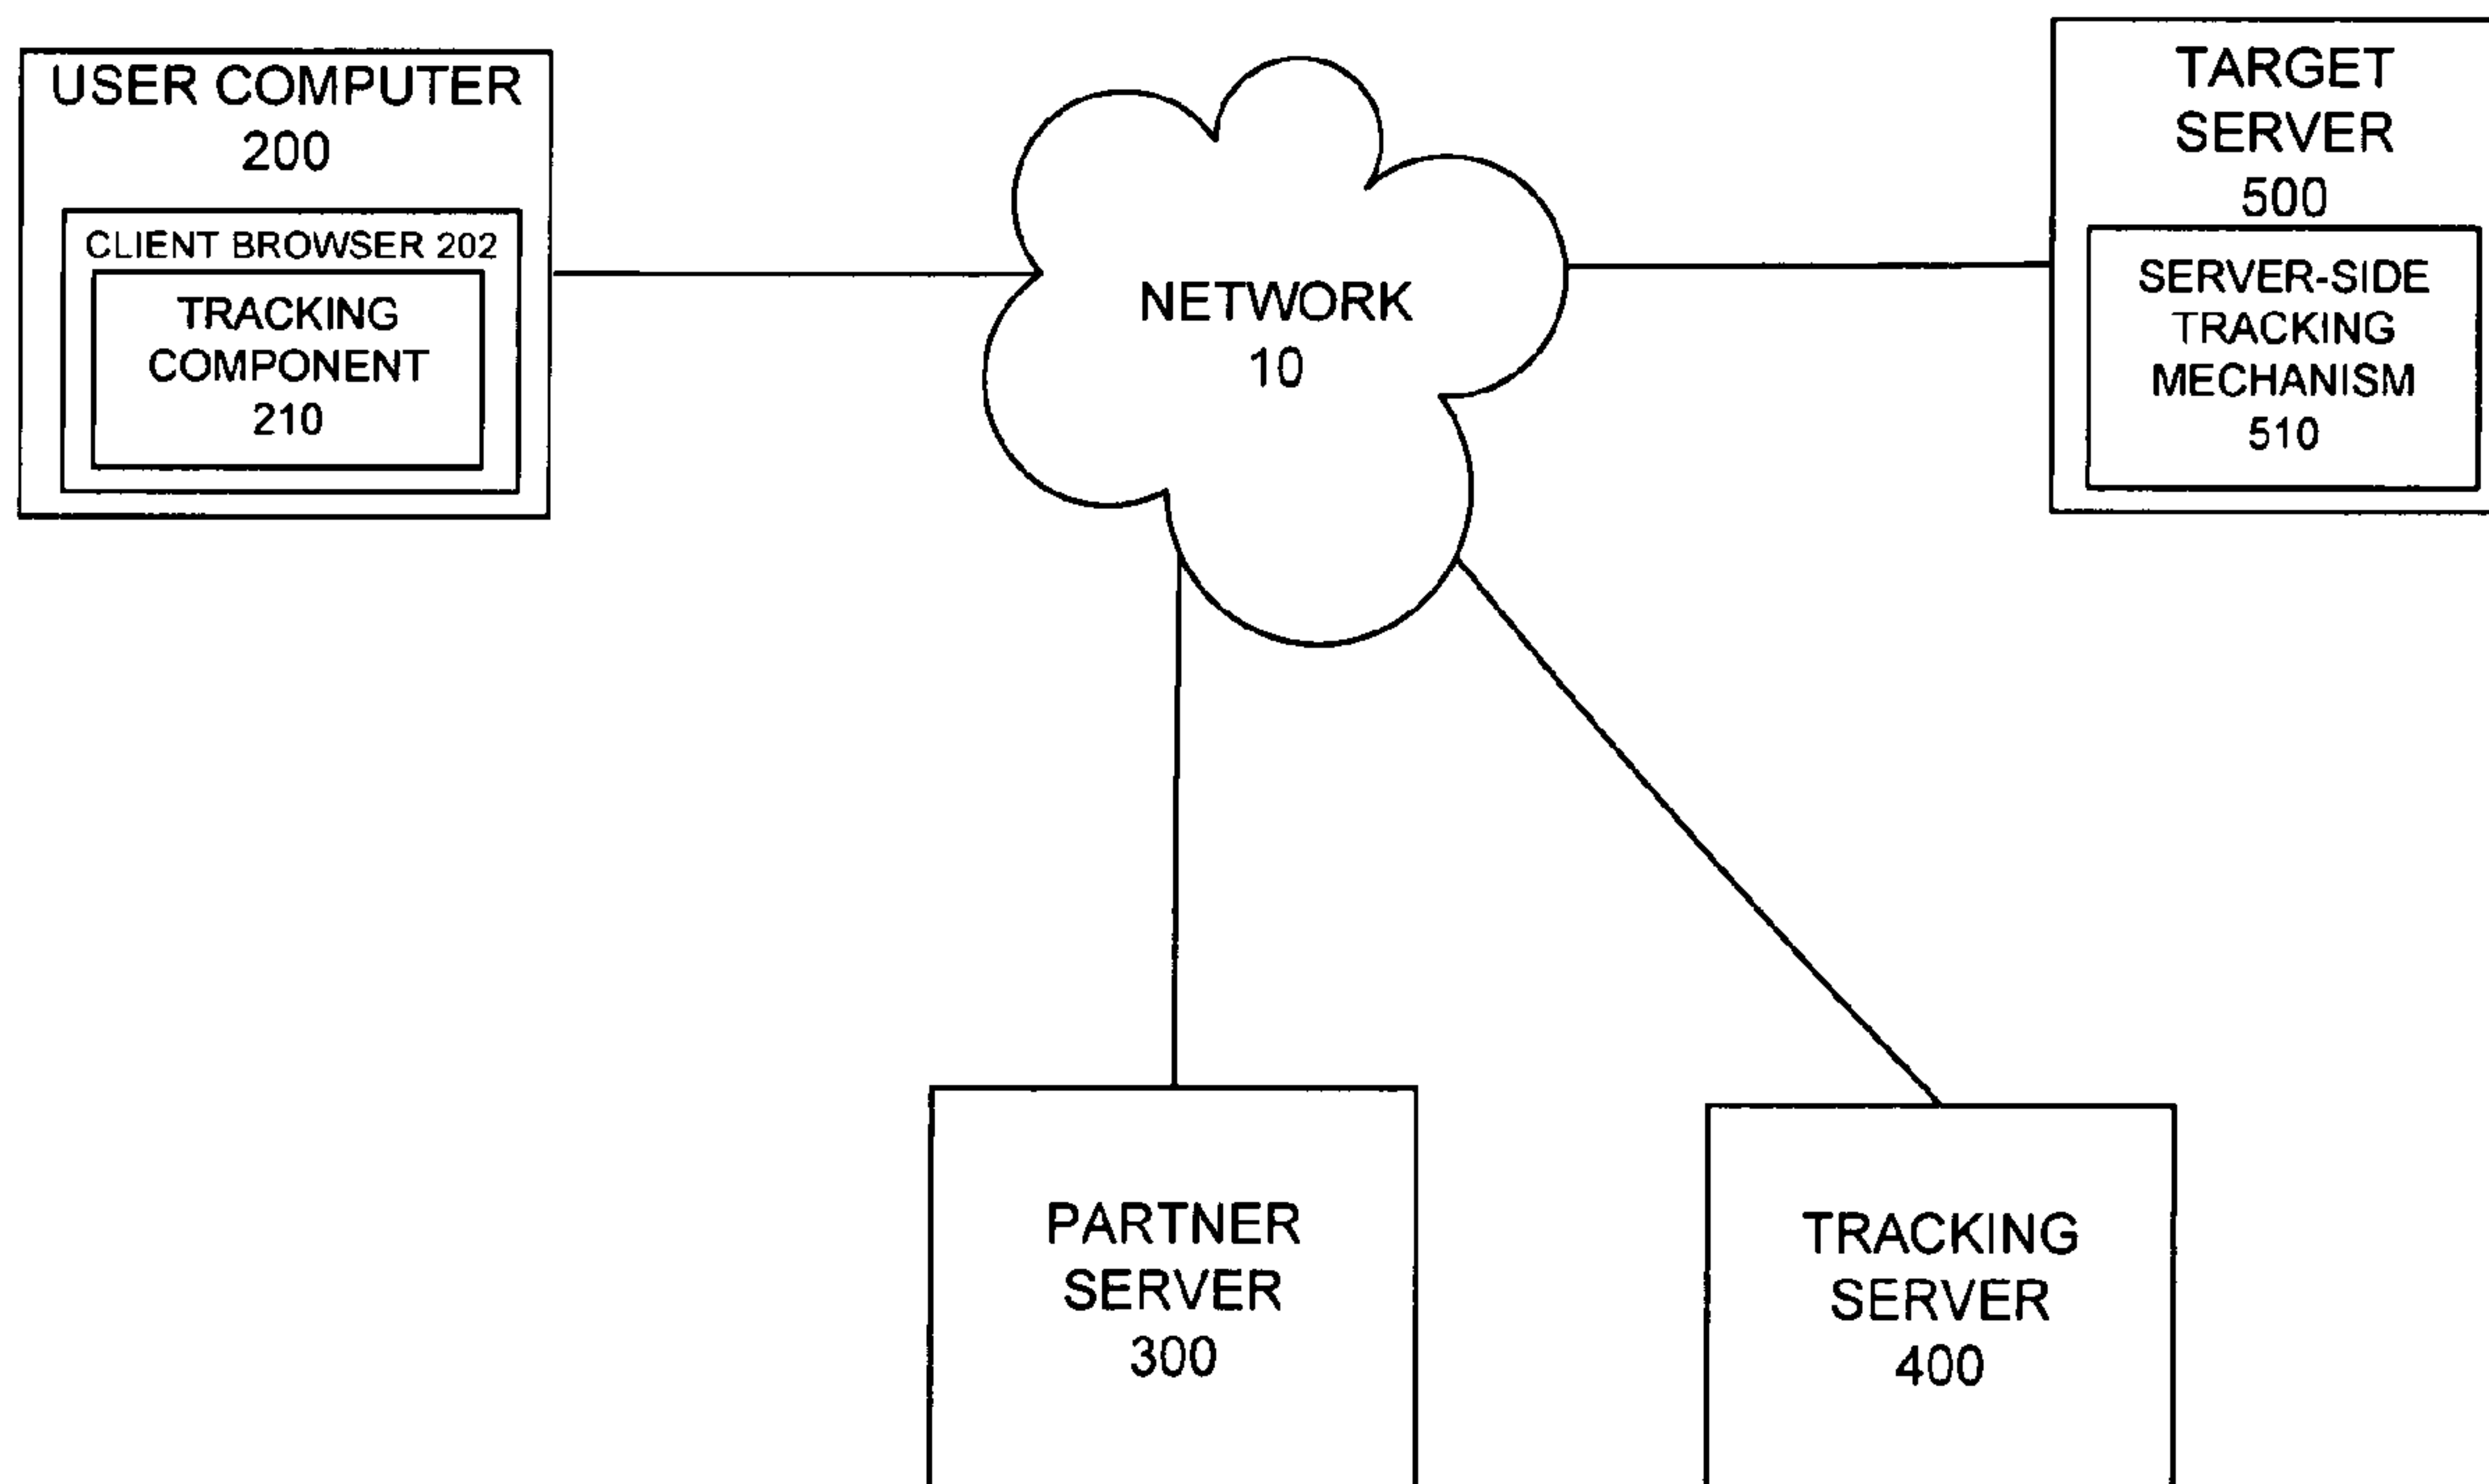 USER COMPUTER
200
CLIENT BROWSER 202
TRACKING
COMPONENT
210
NETWORK
10
TARGET
SERVER
500
SERVER-SIDE
TRACKING
MECHANISM
510
PARTNER
SERVER
300
TRACKING
SERVER
400